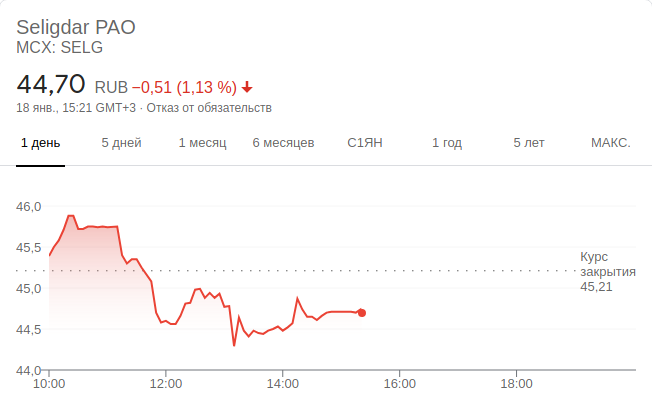 Seligdar PAO
MCX: SELG
44,70 RUB −0,51 (1,13 %)
18 янв., 15:21 GMT+3 · Отказ от обязательств
1 день 5 дней 1 месяц 6 месяцев С1ЯН 1 год 5 лет МАКС.
46,0
45,5
Курс
закрытия
45,21
45,0
44,5
44,0
10:00 12:00 14:00 16:00 18:00